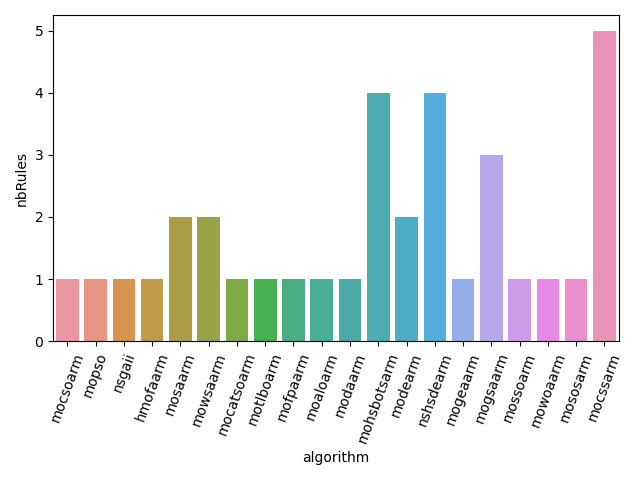 5
4
3
2
1
0
nbRules
mocsoarm
mopso
nsgaii
hmofaarm
mosaarm
mowsaarm
mocatsoarm
motlboarm
mofpaarm
moaloarm
modaarm
mohsbotsarm
modearm
nshsdearm
mogeaarm
mogsaarm
mossoarm
mowoaarm
mososarm
mocssarm
algorithm